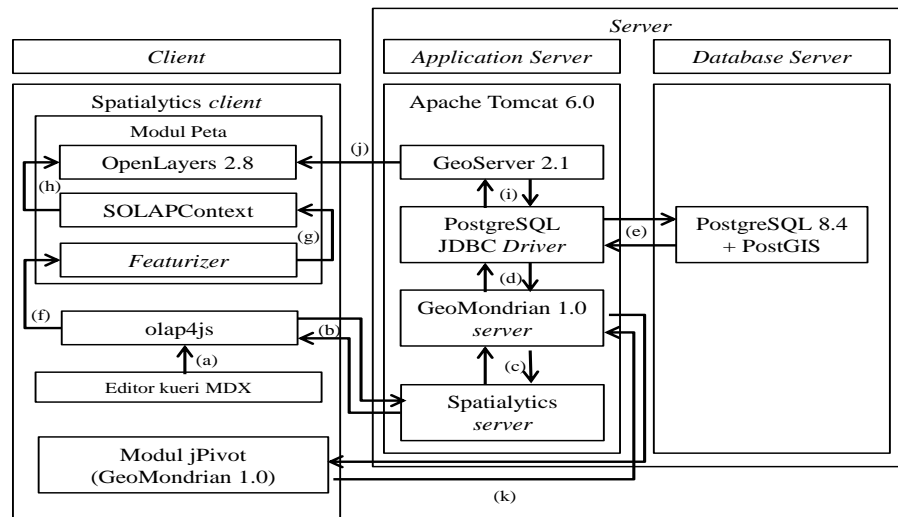 Server
Client
Application Server
Database Server
Spatialytics client
Modul Peta
OpenLayers 2.8
(h)
SOLAPContext
(g)
Featurizer
(f)
olap4js
(b)
(a)
Editor kueri MDX
Modul jPivot
(GeoMondrian 1.0)
(k)
(j)
Apache Tomcat 6.0
GeoServer 2.1
(i)
PostgreSQL
JDBC Driver
(e)
(d)
GeoMondrian 1.0
server
(c)
Spatialytics
server
PostgreSQL 8.4
+ PostGIS